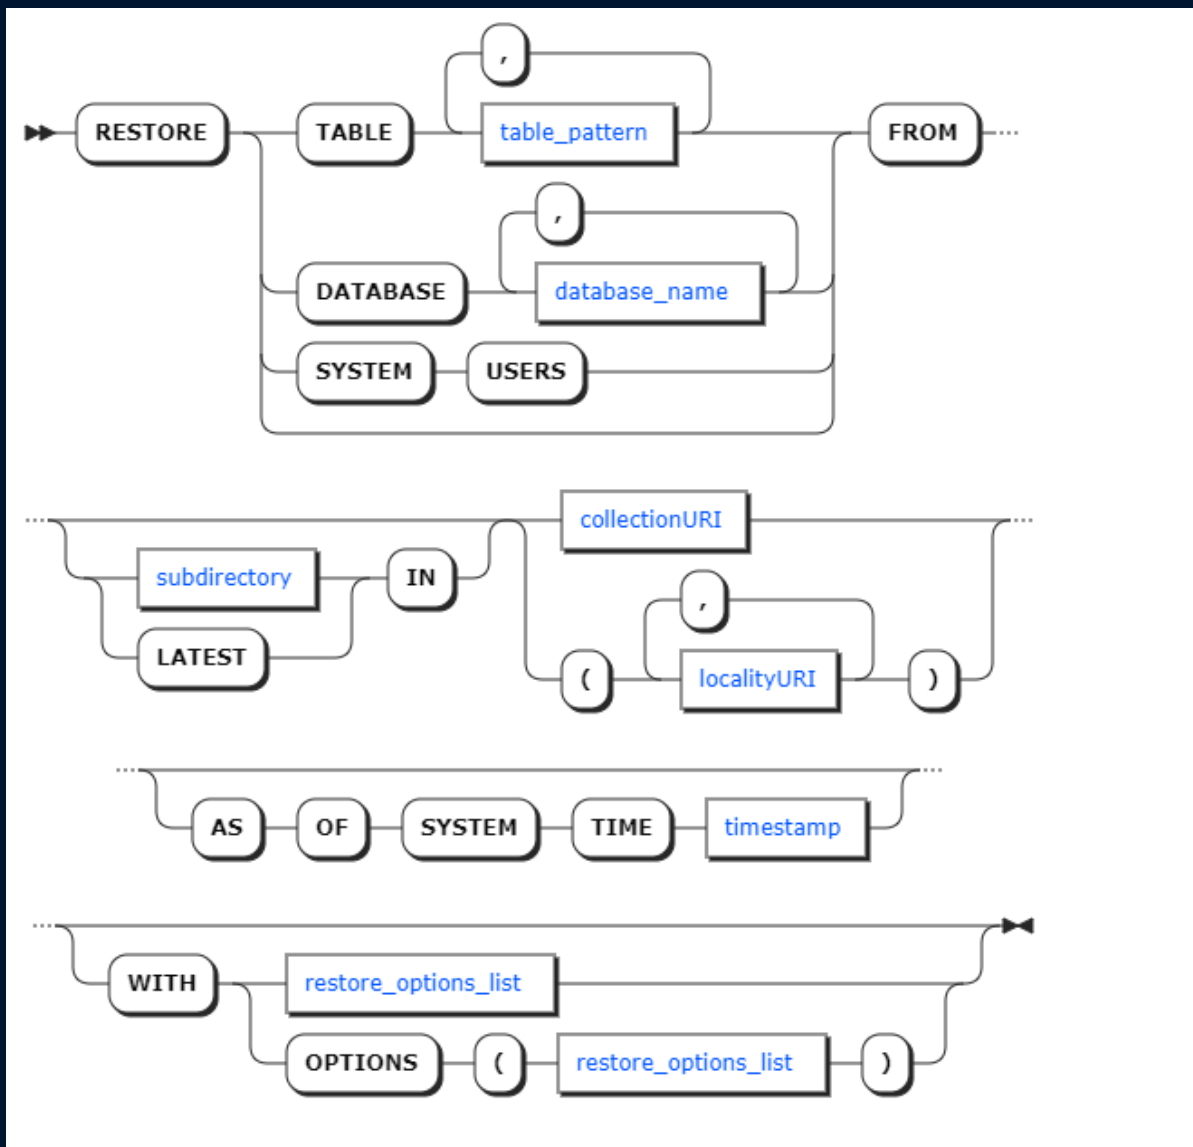 ,
RESTORE TABLE table_pattern FROM
,
DATABASE database_name
SYSTEM USERS
collectionURI
subdirectory IN
,
LATEST
( localityURI )
AS OF SYSTEM TIME timestamp
WITH restore_options_list
OPTIONS ( restore_options_list )